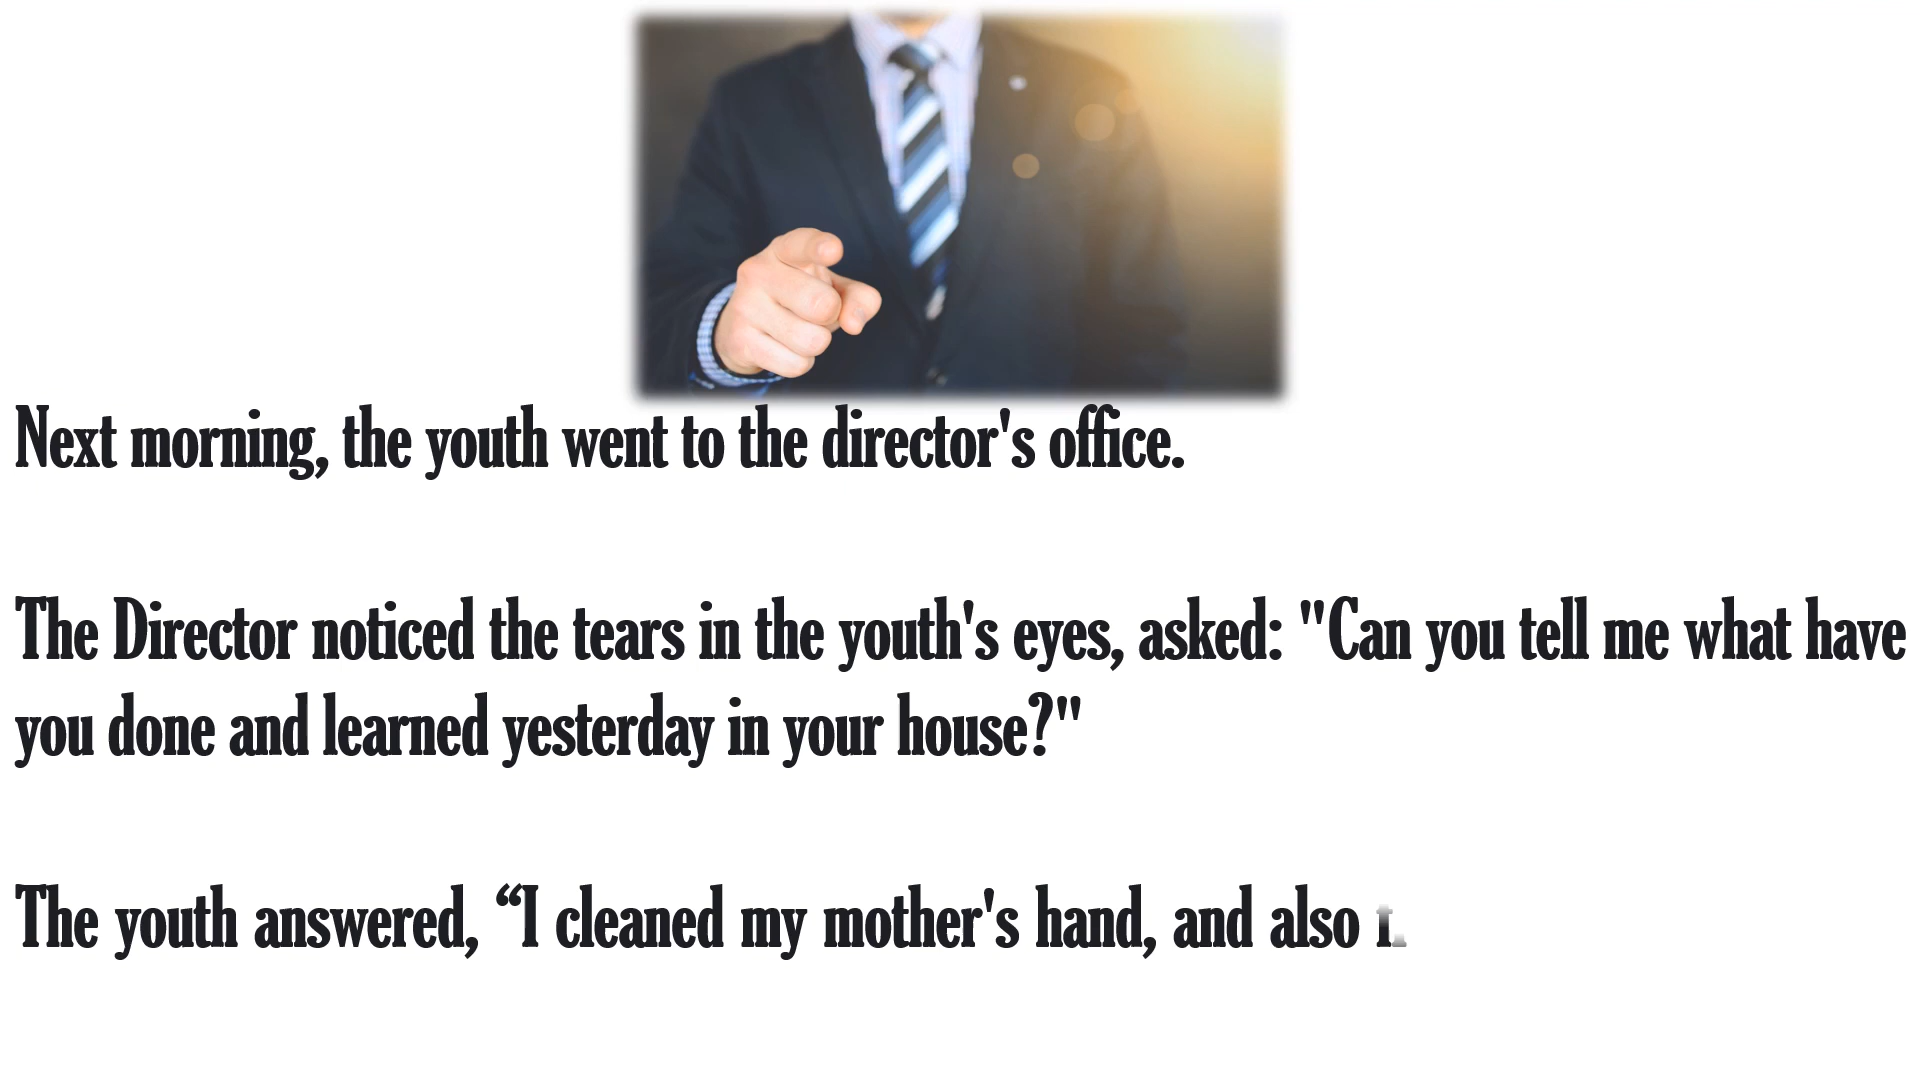 Next morning, the youth went to the director's office.
The Director noticed the tears in the youth's eyes, asked: "Can you tell me what have
you done and learned yesterday in your house?"
The youth answered, “I cleaned my mother's hand, and also